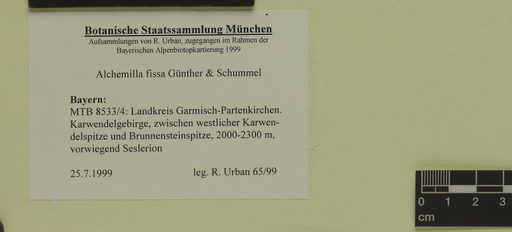 Botanische Staatssammlung München
Aufsammlungen von R. Urban, zugegangen im Rahmen der
Bayerischen Alpenbiotopkartierung 1999
Alchemilla fissa Günther & Schummel
Bayern:
MTB 8533/4: Landkreis Garmisch-Partenkirchen.
Karwendelgebirge, zwischen westlicher Karwen-
delspitze und Brunnensteinspitze, 2000-2300 m,
vorwiegend Seslerion
25.7.1999 leg. R. Urban 65/99
0 1 2 3
cm